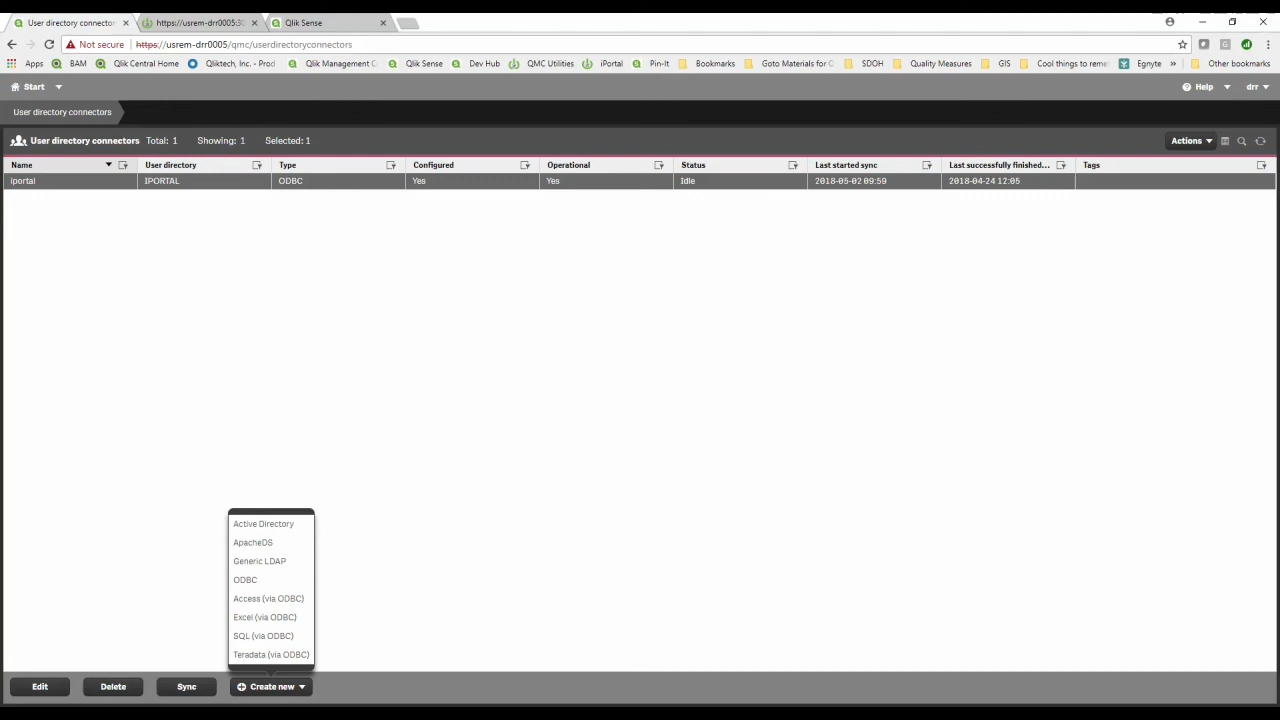 User directory connector
https://usrem-drr0005:50
Qlik Sense
Not secure
https://usrem-drr0005/qmc/userdirectoryconnectors
Apps BAM Qlik Central Home Qliktech, Inc. - Prod Qlik Management C Qlik Sense Dev Hub QMC Utilities iPortal Pin-It Bookmarks Goto Materials for C SDOH Quality Measures GIS Cool things to reme Egnyte » Other bookmarks
Start Help drr
User directory connectors
User directory connectors Total: 1 Showing: 1 Selected: 1 Actions
Name User directory Type Configured Operational Status Last started sync Last successfully finished... Tags
iportal IPORTAL ODBC Yes Yes Idle 2018-05-02 09:59 2018-04-24 12:05
Active Directory
ApacheDS
Generic LDAP
ODBC
Access (via ODBC)
Excel (via ODBC)
SQL (via ODBC)
Teradata (via ODBC)
Edit Delete Sync Create new